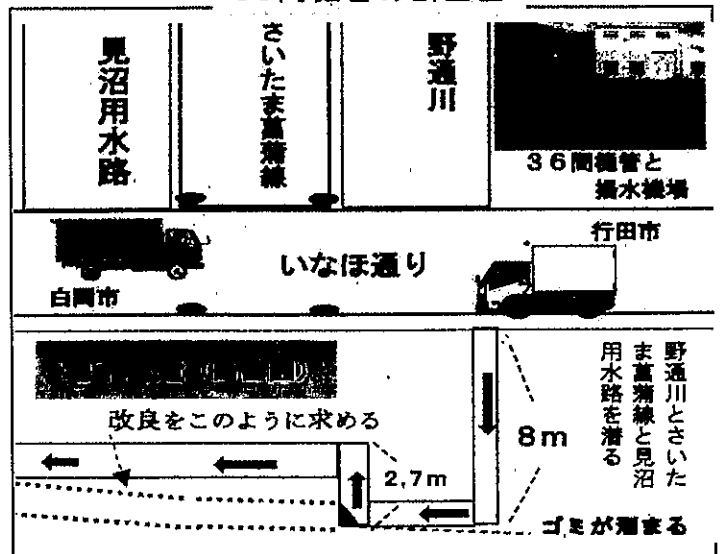 見沼用水路
さいたま菖蒲線
野通川
36間樋管と
揚水機場
行田市
いなほ通り
白岡市
改良をこのように求める
2,7m
8m
野通川とさいた
ま菖蒲線と見沼
用水路を潜る
ゴミが溜まる